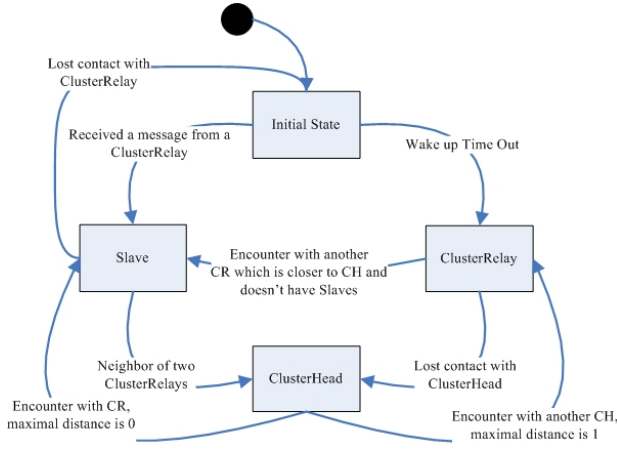 Lost contact with
ClusterRelay
Initial State
Received a message from a
ClusterRelay
Wake up Time Out
Slave
Encounter with another
CR which is closer to CH and
doesn't have Slaves
ClusterRelay
Neighbor of two
ClusterRelays
ClusterHead
Lost contact with
ClusterHead
Encounter with CR,
maximal distance is 0
Encounter with another CH,
maximal distance is 1